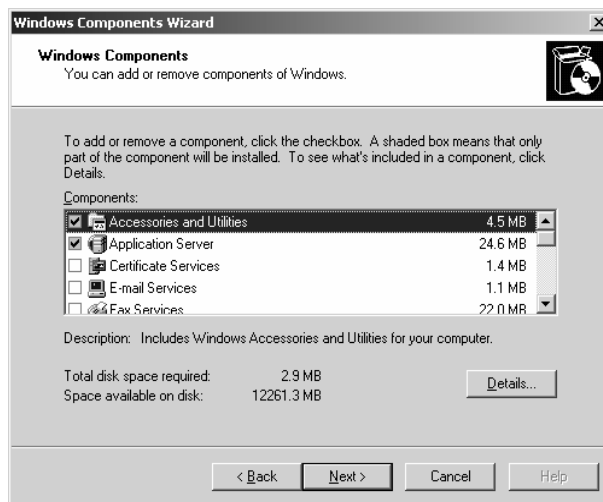 Windows Components Wizard
Windows Components
You can add or remove components of Windows.
To add or remove a component, click the checkbox. A shaded box means that only
part of the component will be installed. To see what's included in a component, click
Details.
Components:
Accessories and Utilities 4.5 MB
Application Server 24.6 MB
Certificate Services 1.4 MB
E-mail Services 1.1 MB
Fax Services 22.0 MB
Description: Includes Windows Accessories and Utilities for your computer.
Total disk space required: 2.9 MB
Space available on disk: 12261.3 MB
Details...
< Back Next > Cancel Help